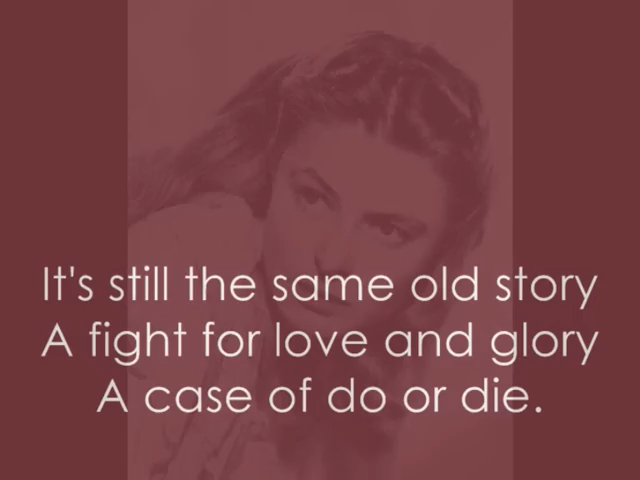 It's still the same old story
A fight for love and glory
A case of do or die.